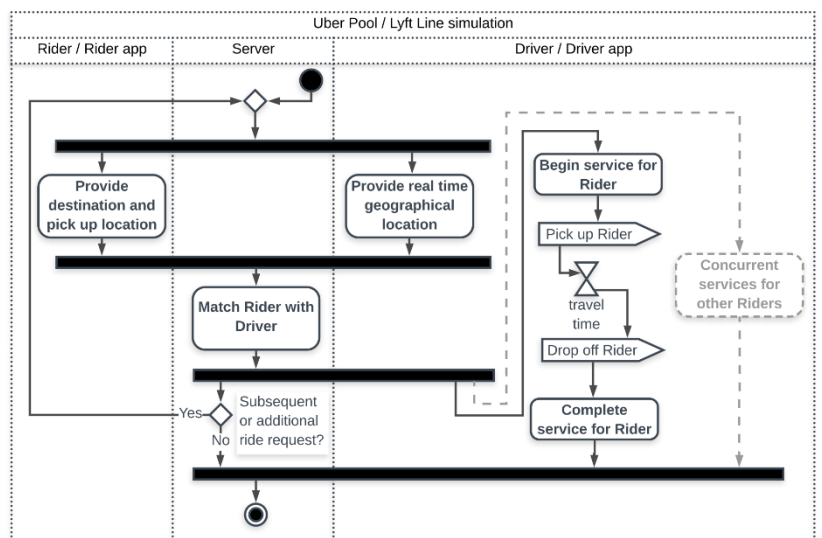 Uber Pool / Lyft Line simulation
Rider / Rider app
Server
Driver / Driver app
Provide
destination and
pick up location
Provide real time
geographical
location
Begin service for
Rider
Pick up Rider
travel
time
Concurrent
services for
other Riders
Match Rider with
Driver
Drop off Rider
Yes
No
Subsequent
or additional
ride request?
Complete
service for Rider